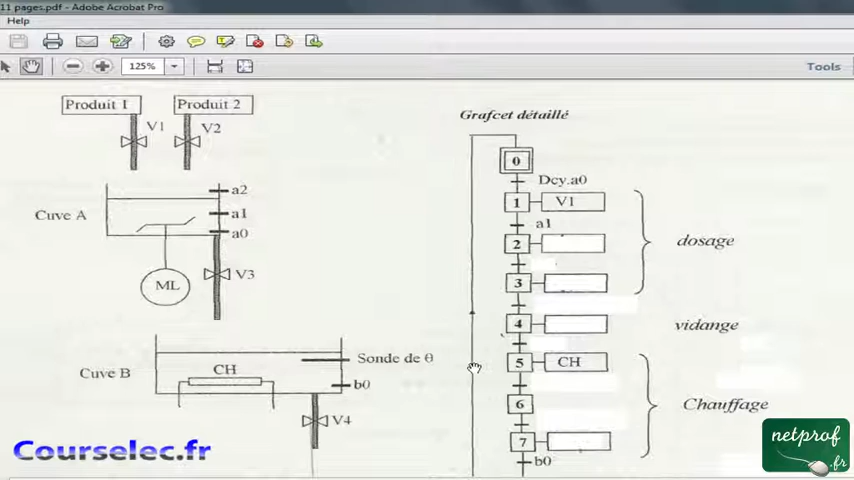 11 pages.pdf - Adobe Acrobat Pro
Help
125%
Tools
Produit 1
Produit 2
V1
V2
a2
Cuve A
a1
a0
ML
V3
Cuve B
CH
Sonde de θ
b0
V4
Grafcet détaillé
0
Dcy.a0
1
V1
a1
2
dosage
3
4
vidange
5
CH
6
Chauffage
7
b0
Courselec.fr
netprof
.fr